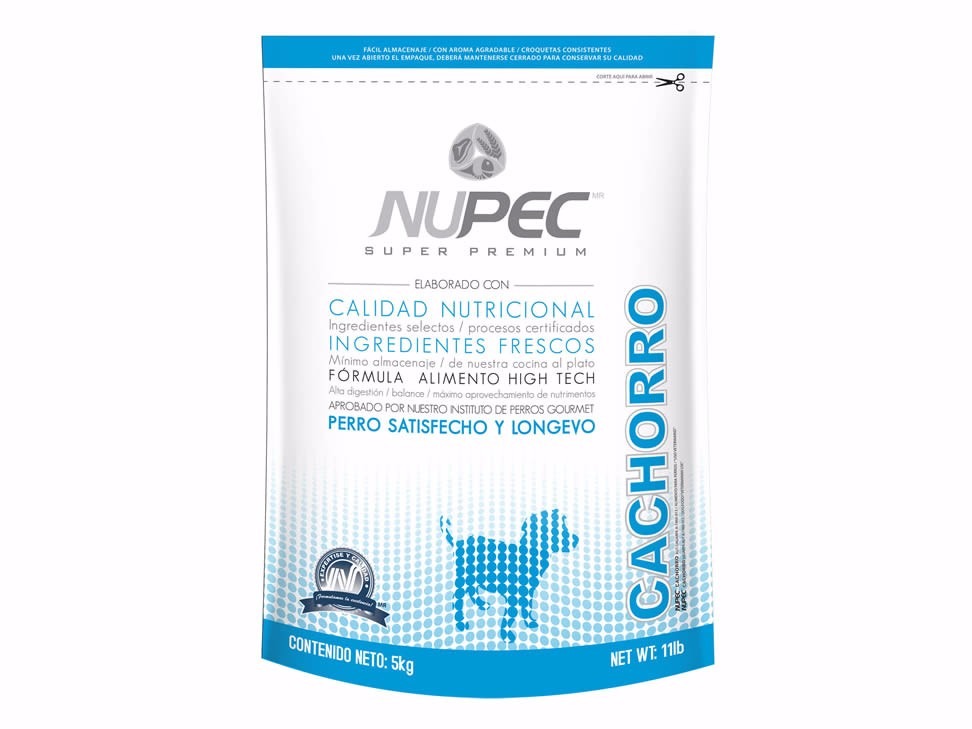 FÁCIL ALMACENAJE / CON AROMA AGRADABLE / CROQUETAS CONSISTENTES
UNA VEZ ABIERTO EL EMPAQUE, DEBERÁ MANTENERSE CERRADO PARA CONSERVAR SU CALIDAD
CORTE AQUÍ PARA ABRIR
NUPEC MR
SUPER PREMIUM
ELABORADO CON
CALIDAD NUTRICIONAL
Ingredientes selectos / procesos certificados
INGREDIENTES FRESCOS
Mínimo almacenaje / de nuestra cocina al plato
FÓRMULA ALIMENTO HIGH TECH
Alta digestión / balance / máximo aprovechamiento de nutrimentos
APROBADO POR NUESTRO INSTITUTO DE PERROS GOURMET
PERRO SATISFECHO Y LONGEVO
CACHORRO
EXPERTISE Y CALIDAD
MR
CONTENIDO NETO: 5kg
NET WT: 11lb